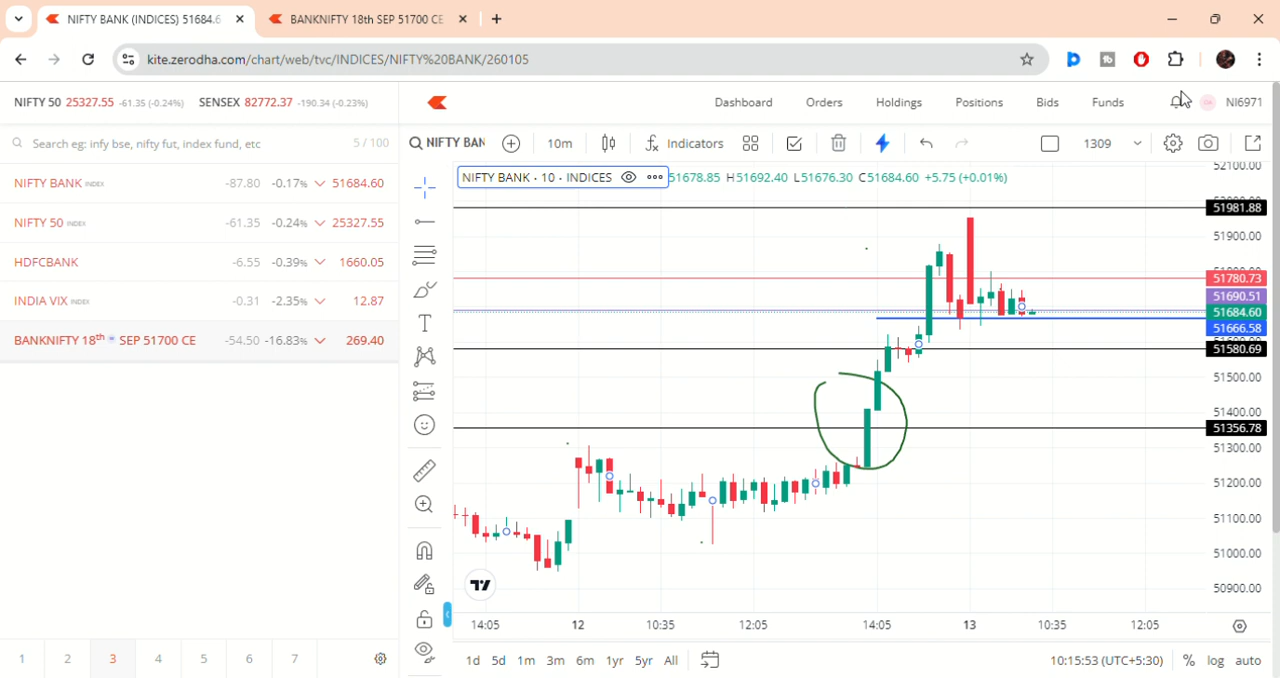 NIFTY BANK (INDICES) 51684.6
BANKNIFTY 18th SEP 51700 CE
kite.zerodha.com/chart/web/tvc/INDICES/NIFTY%20BANK/260105
NIFTY 50 25327.55 -61.35 (-0.24%) SENSEX 82772.37 -190.34 (-0.23%)
Dashboard Orders Holdings Positions Bids Funds NI6971
Search eg: infy bse, nifty fut, index fund, etc 5 / 100
NIFTY BAN 10m Indicators 1309
NIFTY BANK INDEX -87.80 -0.17% 51684.60
NIFTY 50 INDEX -61.35 -0.24% 25327.55
HDFCBANK -6.55 -0.39% 1660.05
INDIA VIX INDEX -0.31 -2.35% 12.87
BANKNIFTY 18th SEP 51700 CE -54.50 -16.83% 269.40
NIFTY BANK · 10 · INDICES 51678.85 H51692.40 L51676.30 C51684.60 +5.75 (+0.01%)
52100.00
51981.88
51900.00
51780.73
51690.51
51684.60
51666.58
51580.69
51500.00
51400.00
51356.78
51300.00
51200.00
51100.00
51000.00
50900.00
14:05 12 10:35 12:05 14:05 13 10:35 12:05
1 2 3 4 5 6 7
1d 5d 1m 3m 6m 1yr 5yr All 10:15:53 (UTC+5:30) % log auto